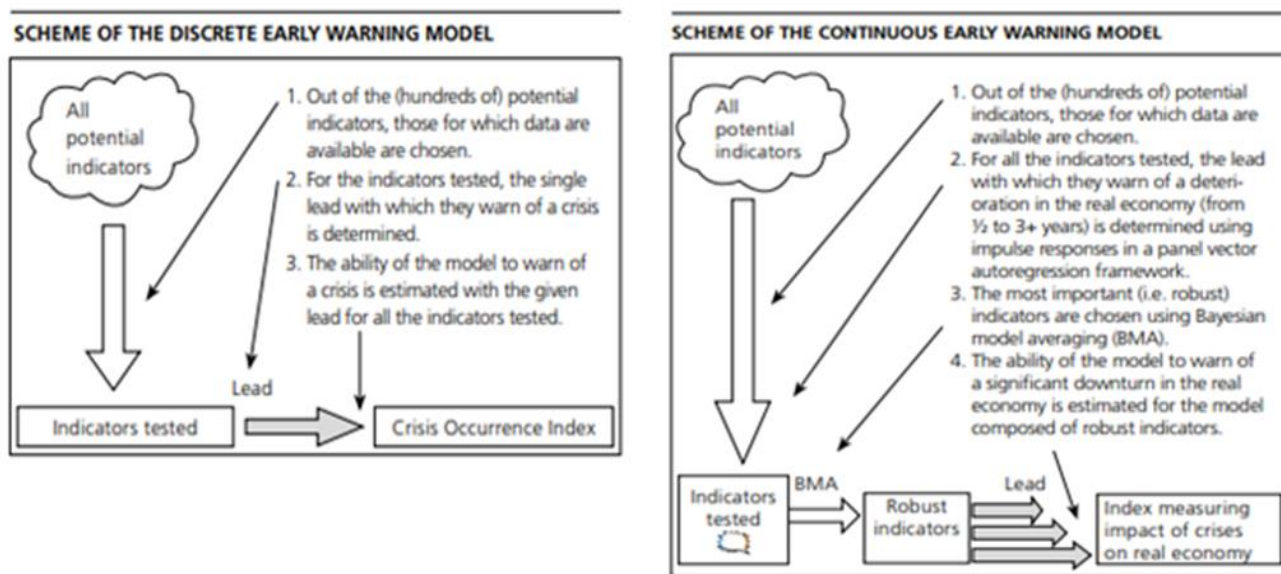 SCHEME OF THE DISCRETE EARLY WARNING MODEL
All
potential
indicators
1. Out of the (hundreds of) potential
indicators, those for which data are
available are chosen.
2. For the indicators tested, the single
lead with which they warn of a crisis
is determined.
3. The ability of the model to warn of
a crisis is estimated with the given
lead for all the indicators tested.
Lead
Indicators tested
Crisis Occurrence Index
SCHEME OF THE CONTINUOUS EARLY WARNING MODEL
All
potential
indicators
1. Out of the (hundreds of) potential
indicators, those for which data are
available are chosen.
2. For all the indicators tested, the lead
with which they warn of a deteri-
oration in the real economy (from
½ to 3+ years) is determined using
impulse responses in a panel vector
autoregression framework.
3. The most important (i.e. robust)
indicators are chosen using Bayesian
model averaging (BMA).
4. The ability of the model to warn of
a significant downturn in the real
economy is estimated for the model
composed of robust indicators.
Indicators
tested
BMA
Robust
indicators
Lead
Index measuring
impact of crises
on real economy